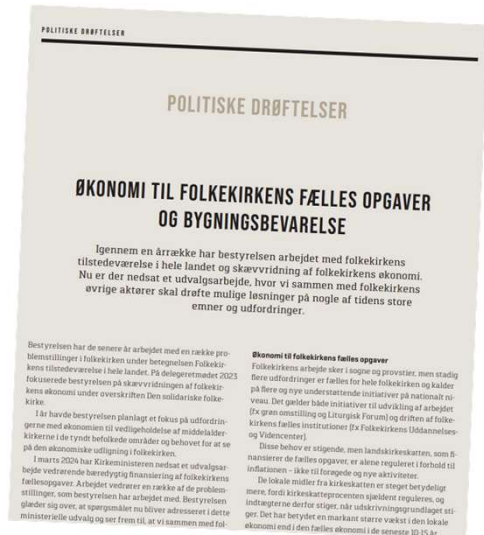 POLITISKE DRØFTELSER
POLITISKE DRØFTELSER
ØKONOMI TIL FOLKEKIRKENS FÆLLES OPGAVER
OG BYGNINGSBEVARELSE
Igennem en årrække har bestyrelsen arbejdet med folkekirkens
tilstedeværelse i hele landet og skævvridning af folkekirkens økonomi.
Nu er der nedsat et udvalgsarbejde, hvor vi sammen med folkekirkens
øvrige aktører skal drøfte mulige løsninger på nogle af tidens store
emner og udfordringer.
Bestyrelsen har de senere år arbejdet med en række pro-
blemstillinger i folkekirken under betegnelsen Folkekir-
kens tilstedeværelse i hele landet. På delegeretmødet 2023
fokuserede bestyrelsen på skævvridningen af folkekir-
kens økonomi under overskriften Den solidariske folke-
kirke.
I år havde bestyrelsen planlagt et fokus på udfordrin-
gerne med økonomien til vedligeholdelse af middelalder-
kirkerne i de tyndt befolkede områder og behovet for at se
på den økonomiske udligning i folkekirken.
I marts 2024 har Kirkeministeren nedsat et udvalgsar-
bejde vedrørende bæredygtig finansiering af folkekirkens
fællesopgaver. Arbejdet vedrører en række af de problem-
stillinger, som bestyrelsen har arbejdet med. Bestyrelsen
glæder sig over, at spørgsmålet nu bliver adresseret i dette
ministerielle udvalg og ser frem til, at vi sammen med fol-
Økonomi til folkekirkens fælles opgaver
Folkekirkens arbejde sker i sogne og provstier, men stadig
flere udfordringer er fælles for hele folkekirken og kalder
på flere og nye understøttende initiativer på nationalt ni-
veau. Det gælder både initiativer til udvikling af arbejdet
(fx grøn omstilling og Liturgisk Forum) og driften af folke-
kirkens fælles institutioner (fx Folkekirkens Uddannelses-
og Videncenter).
Disse behov er stigende, men landskirkeskatten, som fi-
nansierer de fælles opgaver, er alene reguleret i forhold til
inflationen – ikke til forøgede og nye aktiviteter.
De lokale midler fra kirkeskatten er steget betydeligt
mere, fordi kirkeskatteprocenten sjældent reguleres, og
indtægterne derfor stiger, når udskrivningsgrundlaget sti-
ger. Det har betydet en markant større vækst i den lokale
økonomi end i den fælles økonomi i de seneste 10-15 år.